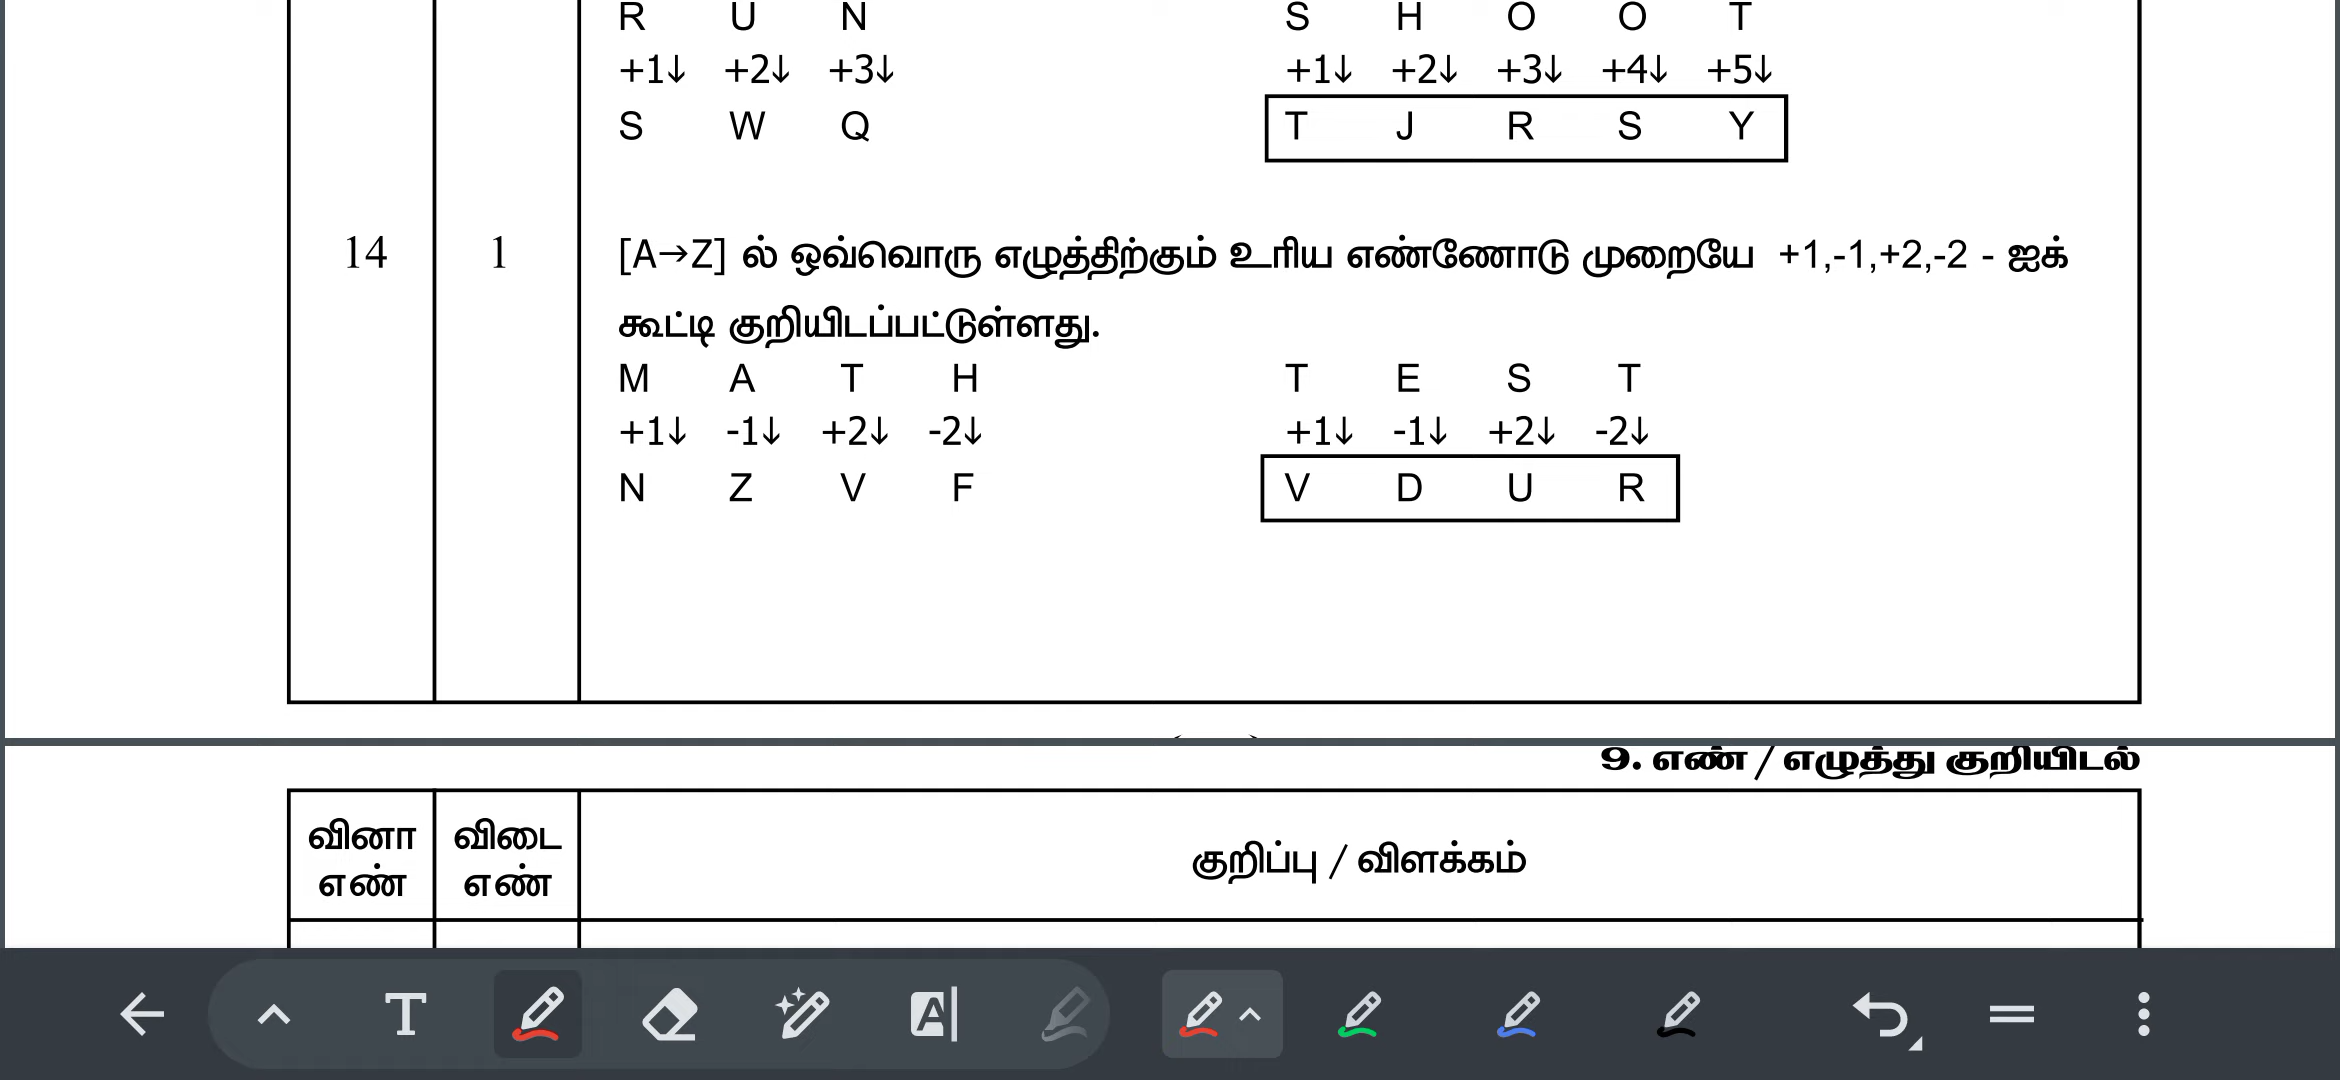 R U N S H O O T
+1↓ +2↓ +3↓ +1↓ +2↓ +3↓ +4↓ +5↓
S W Q T J R S Y
14 1 [A→Z] ல் ஒவ்வொரு எழுத்திற்கும் உரிய எண்ணோடு முறையே +1,-1,+2,-2 - ஐக்
கூட்டி குறியிடப்பட்டுள்ளது.
M A T H T E S T
+1↓ -1↓ +2↓ -2↓ +1↓ -1↓ +2↓ -2↓
N Z V F V D U R
9. எண் / எழுத்து குறியிடல்
வினா எண் விடை எண் குறிப்பு / விளக்கம்